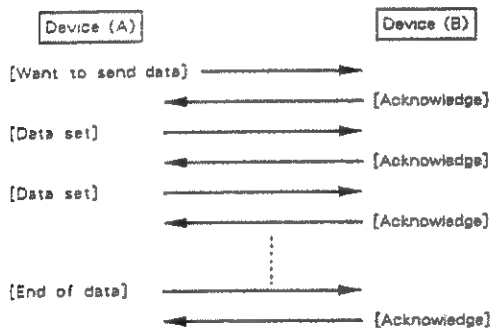 Device (A) Device (B)
[Want to send data]
[Acknowledge]
[Data set]
[Acknowledge]
[Data set]
[Acknowledge]
[End of data]
[Acknowledge]